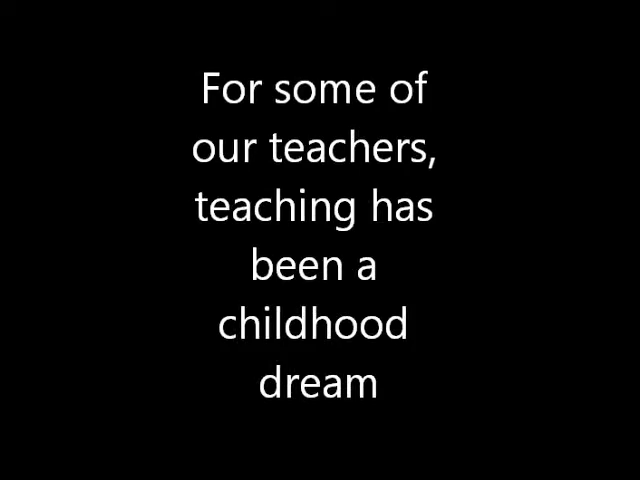 For some of
our teachers,
teaching has
been a
childhood
dream